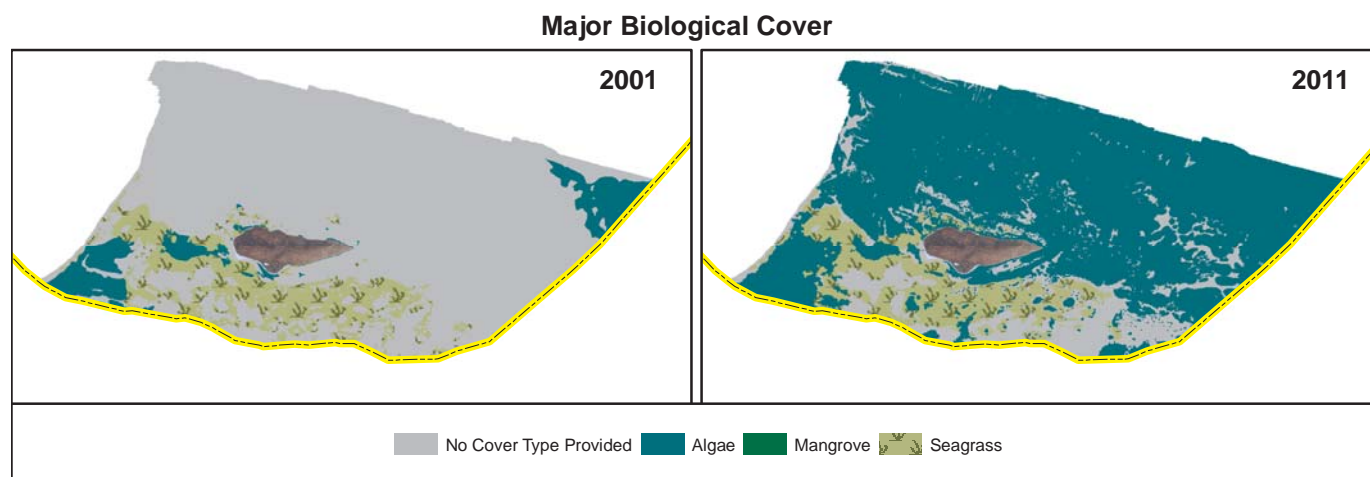 Major Biological Cover
2001
2011
No Cover Type Provided
Algae
Mangrove
Seagrass